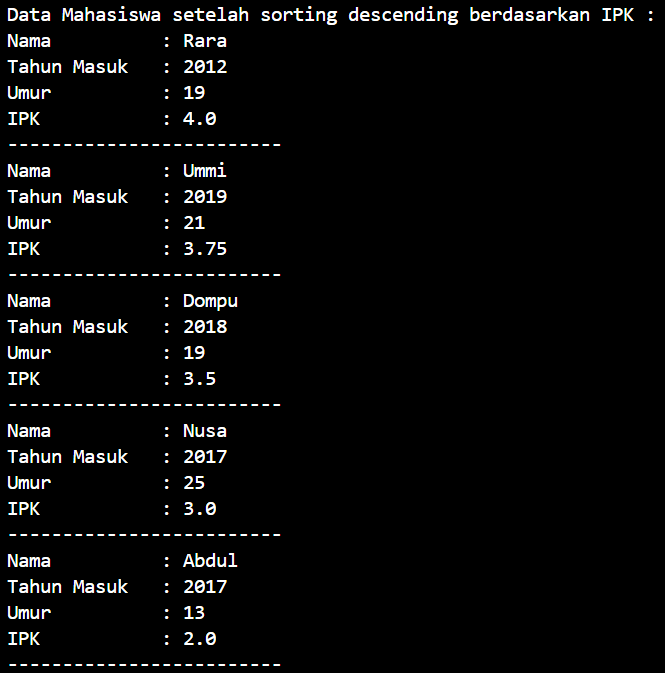 Data Mahasiswa setelah sorting descending berdasarkan IPK :
Nama          : Rara
Tahun Masuk   : 2012
Umur          : 19
IPK           : 4.0
-------------------------
Nama          : Ummi
Tahun Masuk   : 2019
Umur          : 21
IPK           : 3.75
-------------------------
Nama          : Dompu
Tahun Masuk   : 2018
Umur          : 19
IPK           : 3.5
-------------------------
Nama          : Nusa
Tahun Masuk   : 2017
Umur          : 25
IPK           : 3.0
-------------------------
Nama          : Abdul
Tahun Masuk   : 2017
Umur          : 13
IPK           : 2.0
-------------------------